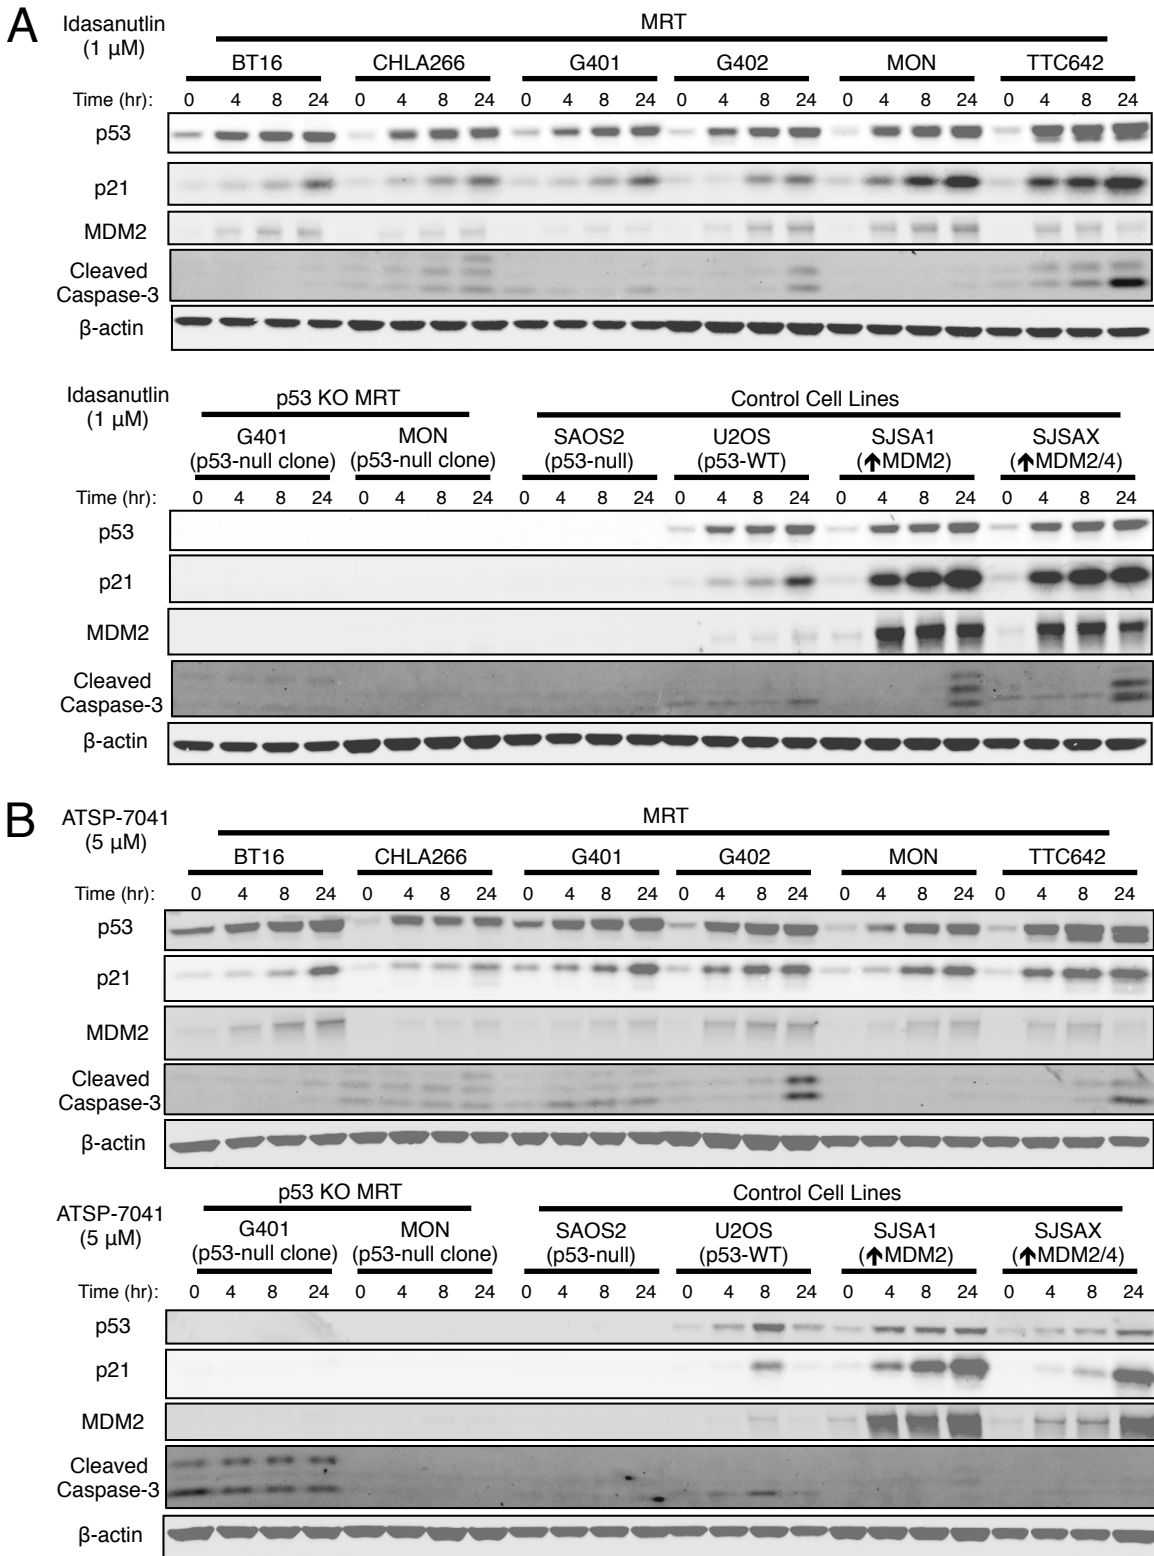 A
Idasanutlin
(1 µM)
MRT
BT16 CHLA266 G401 G402 MON TTC642
Time (hr): 0 4 8 24 0 4 8 24 0 4 8 24 0 4 8 24 0 4 8 24 0 4 8 24
p53
p21
MDM2
Cleaved
Caspase-3
β-actin
Idasanutlin
(1 µM)
p53 KO MRT Control Cell Lines
G401 MON SAOS2 U2OS SJSA1 SJSAX
(p53-null clone) (p53-null clone) (p53-null) (p53-WT) (↑MDM2) (↑MDM2/4)
Time (hr): 0 4 8 24 0 4 8 24 0 4 8 24 0 4 8 24 0 4 8 24 0 4 8 24
p53
p21
MDM2
Cleaved
Caspase-3
β-actin
B
ATSP-7041
(5 µM)
MRT
BT16 CHLA266 G401 G402 MON TTC642
Time (hr): 0 4 8 24 0 4 8 24 0 4 8 24 0 4 8 24 0 4 8 24 0 4 8 24
p53
p21
MDM2
Cleaved
Caspase-3
β-actin
ATSP-7041
(5 µM)
p53 KO MRT Control Cell Lines
G401 MON SAOS2 U2OS SJSA1 SJSAX
(p53-null clone) (p53-null clone) (p53-null) (p53-WT) (↑MDM2) (↑MDM2/4)
Time (hr): 0 4 8 24 0 4 8 24 0 4 8 24 0 4 8 24 0 4 8 24 0 4 8 24
p53
p21
MDM2
Cleaved
Caspase-3
β-actin